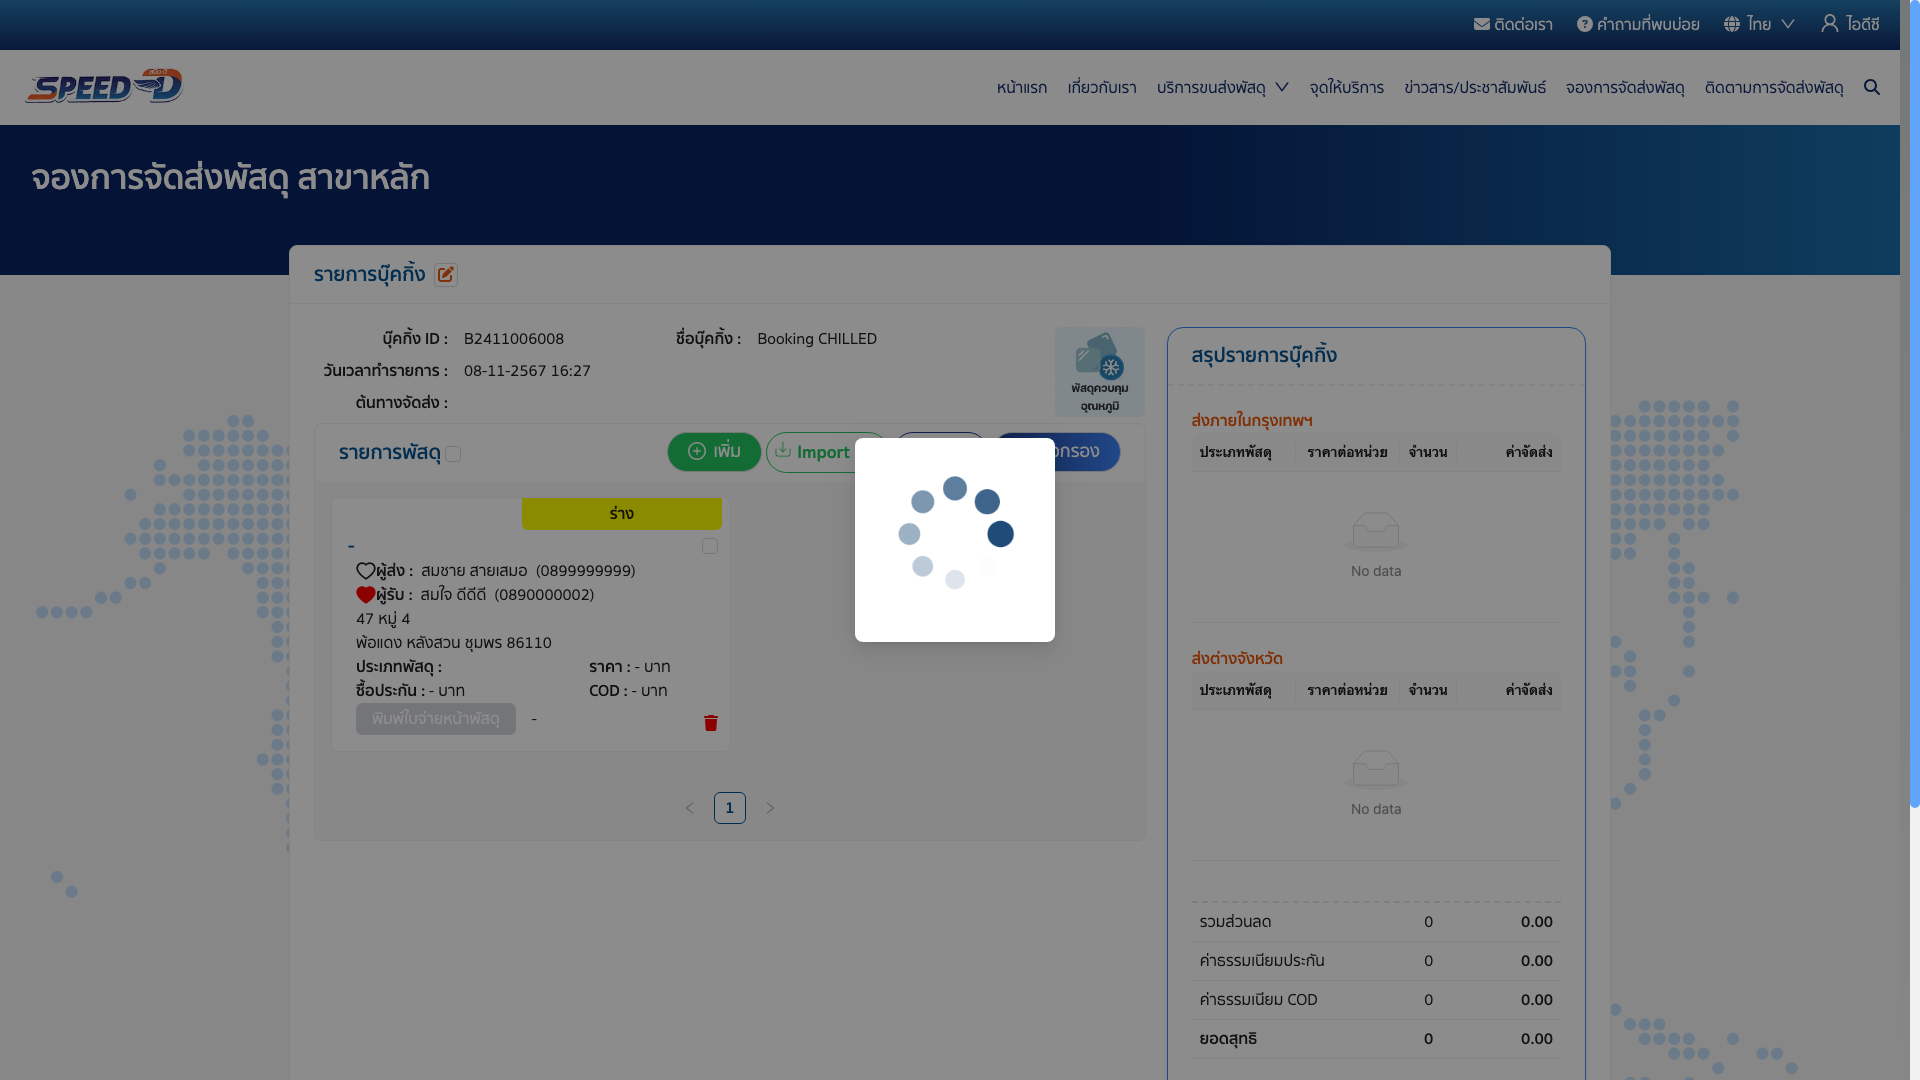 ติดต่อเรา คำถามที่พบบ่อย ไทย ไอดีซี
SPEED D
หน้าแรก เกี่ยวกับเรา บริการขนส่งพัสดุ จุดให้บริการ ข่าวสาร/ประชาสัมพันธ์ จองการจัดส่งพัสดุ ติดตามการจัดส่งพัสดุ
จองการจัดส่งพัสดุ สาขาหลัก
รายการบุ๊คกิ้ง
บุ๊คกิ้ง ID : B2411006008 ชื่อบุ๊คกิ้ง : Booking CHILLED
วันเวลาทำรายการ : 08-11-2567 16:27
ต้นทางจัดส่ง :
พัสดุควบคุม
อุณหภูมิ
รายการพัสดุ
เพิ่ม Import
ร่าง
-
ผู้ส่ง : สมชาย สายเสมอ (0899999999)
ผู้รับ : สมใจ ดีดีดี (0890000002)
47 หมู่ 4
พ้อแดง หลังสวน ชุมพร 86110
ประเภทพัสดุ : ราคา : - บาท
ซื้อประกัน : - บาท COD : - บาท
พิมพ์ใบจ่ายหน้าพัสดุ -
1
สรุปรายการบุ๊คกิ้ง
ส่งภายในกรุงเทพฯ
ประเภทพัสดุ ราคาต่อหน่วย จำนวน ค่าจัดส่ง
No data
ส่งต่างจังหวัด
ประเภทพัสดุ ราคาต่อหน่วย จำนวน ค่าจัดส่ง
No data
รวมส่วนลด 0 0.00
ค่าธรรมเนียมประกัน 0 0.00
ค่าธรรมเนียม COD 0 0.00
ยอดสุทธิ 0 0.00